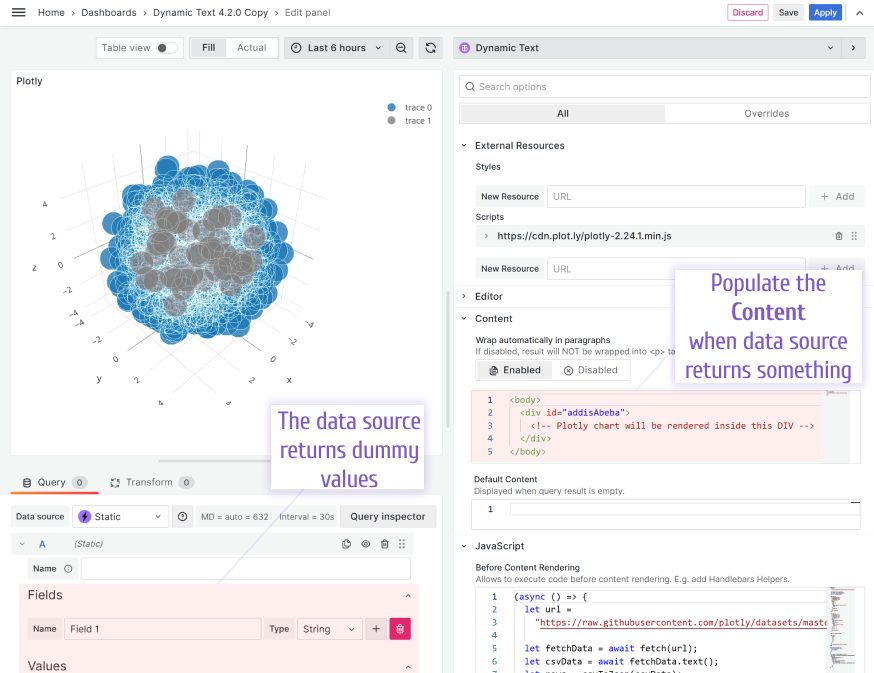 Home › Dashboards › Dynamic Text 4.2.0 Copy › Edit panel
Discard Save Apply
Table view Fill Actual Last 6 hours
Dynamic Text
Plotly
trace 0
trace 1
4
2
z 0
−2
−4
−4
−2
0
y
2
4
−4
−2
0
x
2
4
Search options
All Overrides
External Resources
Styles
New Resource URL + Add
Scripts
https://cdn.plot.ly/plotly-2.24.1.min.js
New Resource URL + Add
Editor
Content
Wrap automatically in paragraphs
If disabled, result will NOT be wrapped into <p> ta
Enabled Disabled
Populate the
Content
when data source
returns something
1 <body>
2 <div id="addisAbeba">
3 <!-- Plotly chart will be rendered inside this DIV -->
4 </div>
5 </body>
Default Content
Displayed when query result is empty.
1
The data source
returns dummy
values
Query 0 Transform 0
Data source Static MD = auto = 632 Interval = 30s Query inspector
A (Static)
Name
Fields
Name Field 1 Type String
Values
JavaScript
Before Content Rendering
Allows to execute code before content rendering. E.g. add Handlebars Helpers.
1 (async () => {
2 let url =
3 "https://raw.githubusercontent.com/plotly/datasets/maste
4
5 let fetchData = await fetch(url);
6 let csvData = await fetchData.text();